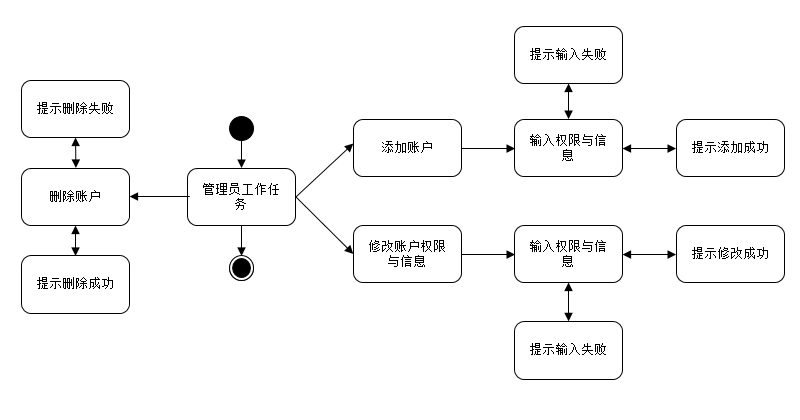 提示输入失败
提示删除失败
添加账户
输入权限与信
息
提示添加成功
删除账户
管理员工作任
务
修改账户权限
与信息
输入权限与信
息
提示修改成功
提示删除成功
提示输入失败